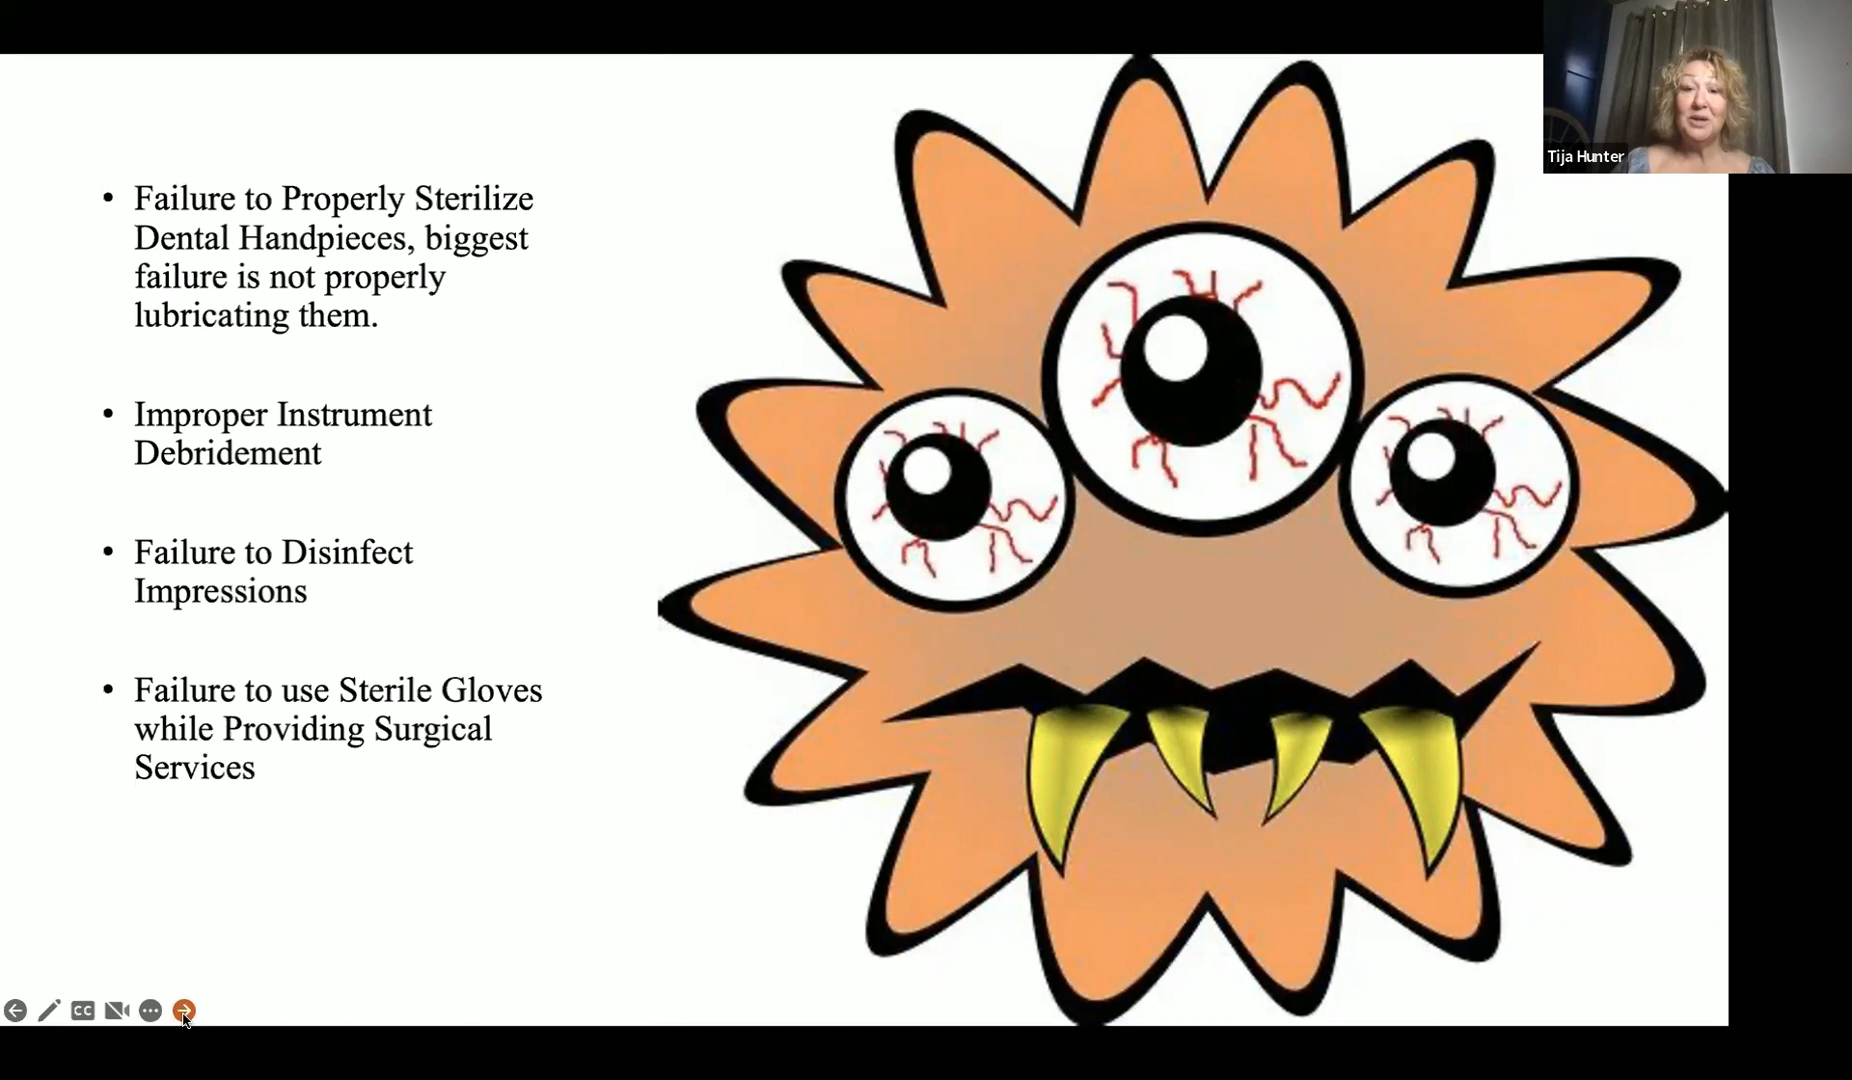 • Failure to Properly Sterilize
Dental Handpieces, biggest
failure is not properly
lubricating them.
• Improper Instrument
Debridement
• Failure to Disinfect
Impressions
• Failure to use Sterile Gloves
while Providing Surgical
Services
Tija Hunter
CC